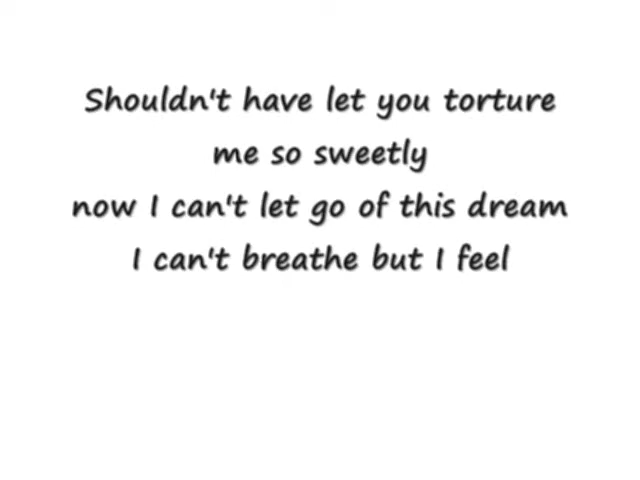 Shouldn't have let you torture
me so sweetly
now I can't let go of this dream
I can't breathe but I feel